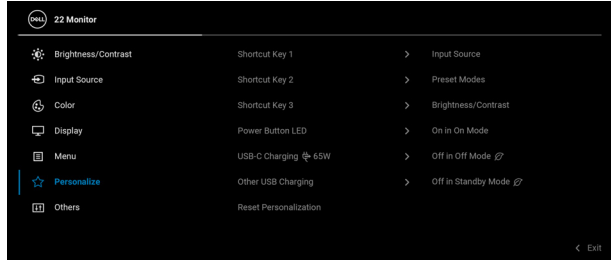 DELL 22 Monitor
Brightness/Contrast Shortcut Key 1 > Input Source
Input Source Shortcut Key 2 > Preset Modes
Color Shortcut Key 3 > Brightness/Contrast
Display Power Button LED > On in On Mode
Menu USB-C Charging 65W > Off in Off Mode
Personalize Other USB Charging > Off in Standby Mode
Others Reset Personalization
< Exit